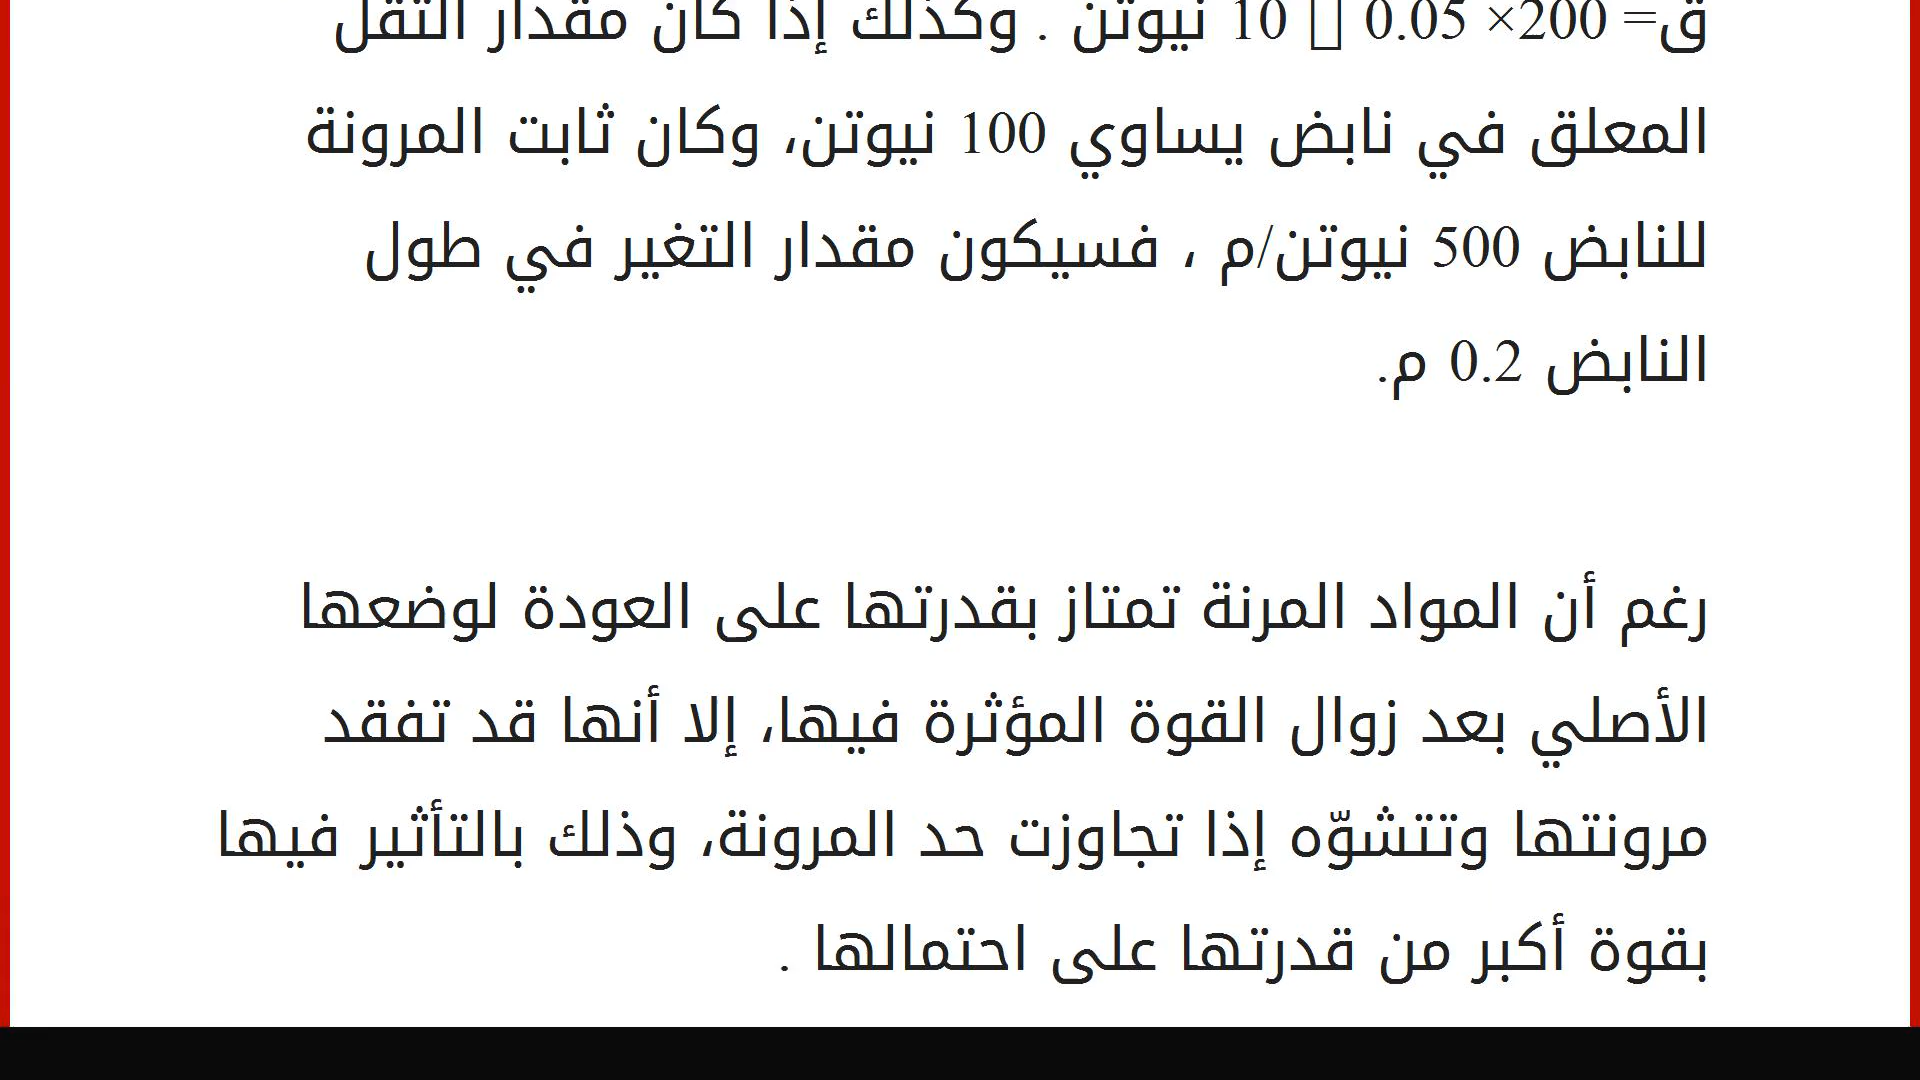 ق= 200× 0.05 ▯ 10 نيوتن . وكذلك إذا كان مقدار الثقل
المعلق في نابض يساوي 100 نيوتن، وكان ثابت المرونة
للنابض 500 نيوتن/م ، فسيكون مقدار التغير في طول
النابض 0.2 م.
رغم أن المواد المرنة تمتاز بقدرتها على العودة لوضعها
الأصلي بعد زوال القوة المؤثرة فيها، إلا أنها قد تفقد
مرونتها وتتشوّه إذا تجاوزت حد المرونة، وذلك بالتأثير فيها
بقوة أكبر من قدرتها على احتمالها .